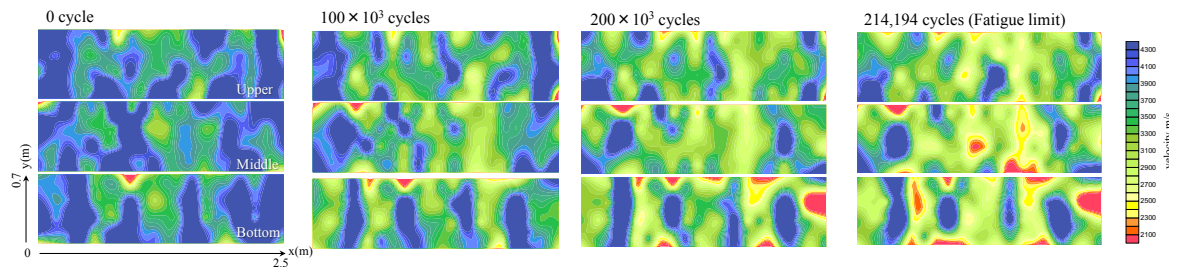 0 cycle
100×10³ cycles
200×10³ cycles
214,194 cycles (Fatigue limit)
Upper
Middle
Bottom
y(m)
0.7
0
x(m)
2.5
4300
4100
3900
3700
3500
3300
3100
2900
2700
2500
2300
2100
velocity m/s